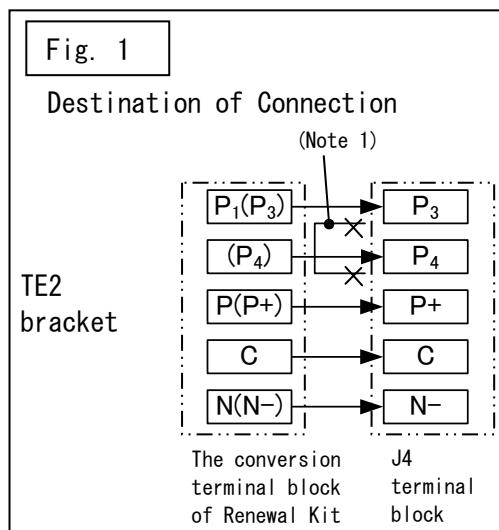 Fig. 1
Destination of Connection
(Note 1)
P₁(P₃) P₃
(P₄) P₄
TE2
bracket
P(P+) P+
C C
N(N−) N−
The conversion
terminal block
of Renewal Kit
J4
terminal
block